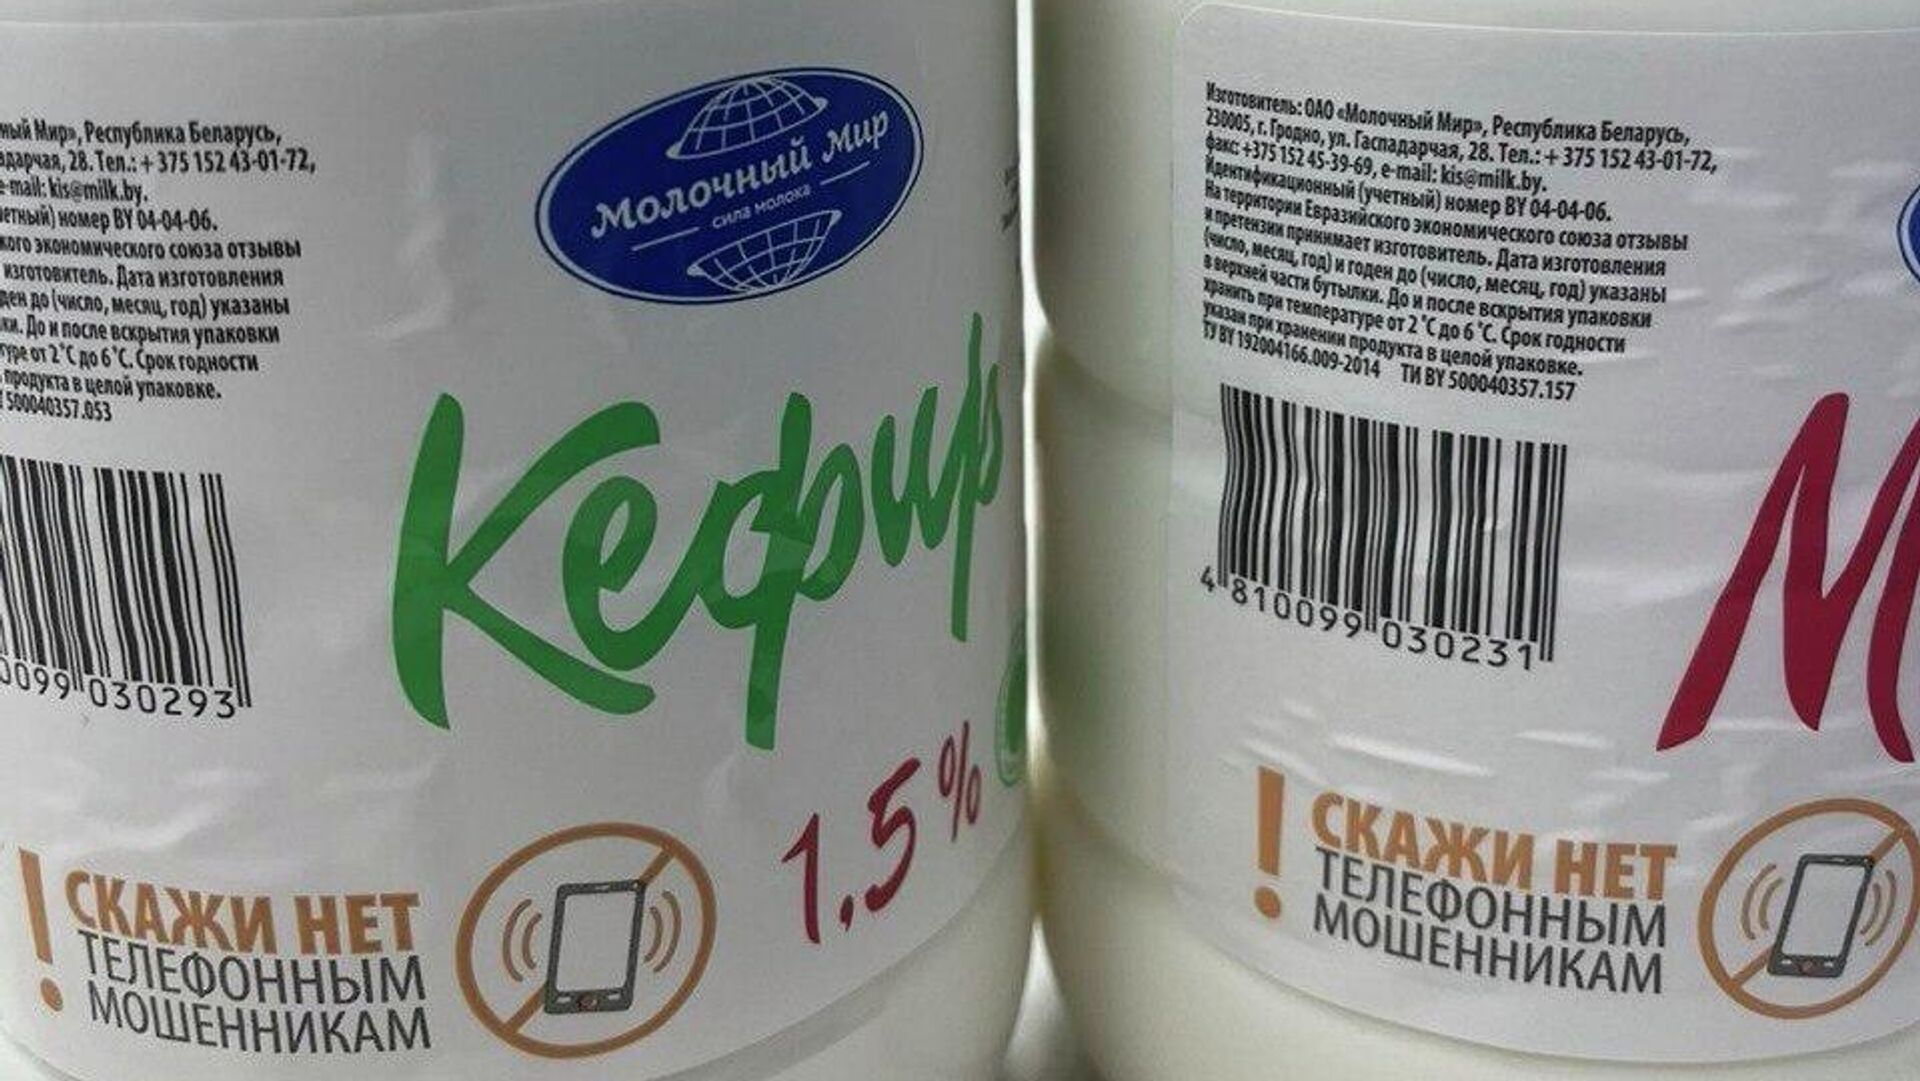 ный Мир», Республика Беларусь,
адарчая, 28. Тел.: + 375 152 43-01-72,
e-mail: kis@milk.by.
етный) номер BY 04-04-06.
кого экономического союза отзывы
изготовитель. Дата изготовления
ден до (число, месяц, год) указаны
ки. До и после вскрытия упаковки
туре от 2˚С до 6˚С. Срок годности
продукта в целой упаковке.
500040357.053
0099 030293
Молочный Мир
сила молока
Кефир
1,5%
! СКАЖИ НЕТ
ТЕЛЕФОННЫМ
МОШЕННИКАМ
Изготовитель: ОАО «Молочный Мир», Республика Беларусь,
230005, г. Гродно, ул. Гаспадарчая, 28. Тел.: + 375 152 43-01-72,
факс: +375 152 45-39-69, e-mail: kis@milk.by.
Идентификационный (учетный) номер BY 04-04-06.
На территории Евразийского экономического союза отзывы
и претензии принимает изготовитель. Дата изготовления
(число, месяц, год) и годен до (число, месяц, год) указаны
в верхней части бутылки. До и после вскрытия упаковки
хранить при температуре от 2˚С до 6˚С. Срок годности
указан при хранении продукта в целой упаковке.
ТУ BY 192004166.009-2014 ТИ BY 500040357.157
4 810099 030231
М
! СКАЖИ НЕТ
ТЕЛЕФОННЫМ
МОШЕННИКАМ